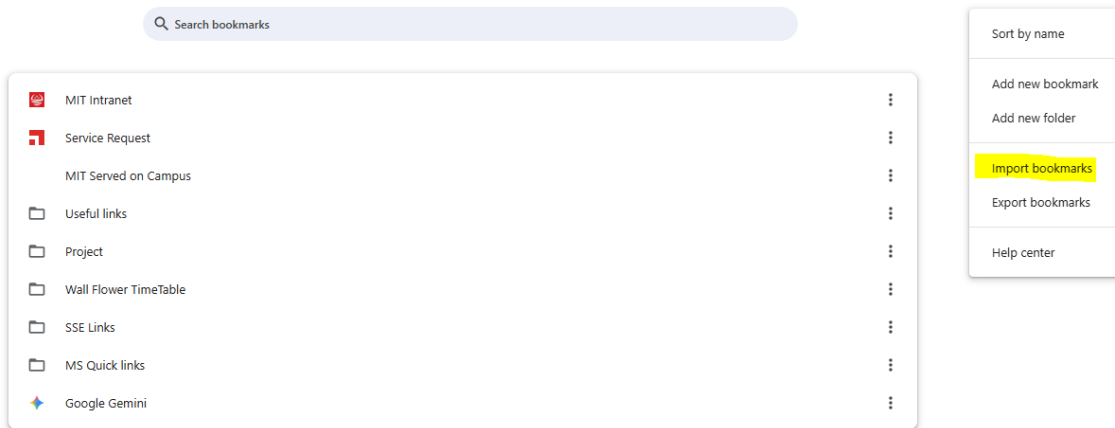 Search bookmarks
MIT Intranet
Service Request
MIT Served on Campus
Useful links
Project
Wall Flower TimeTable
SSE Links
MS Quick links
Google Gemini
Sort by name
Add new bookmark
Add new folder
Import bookmarks
Export bookmarks
Help center